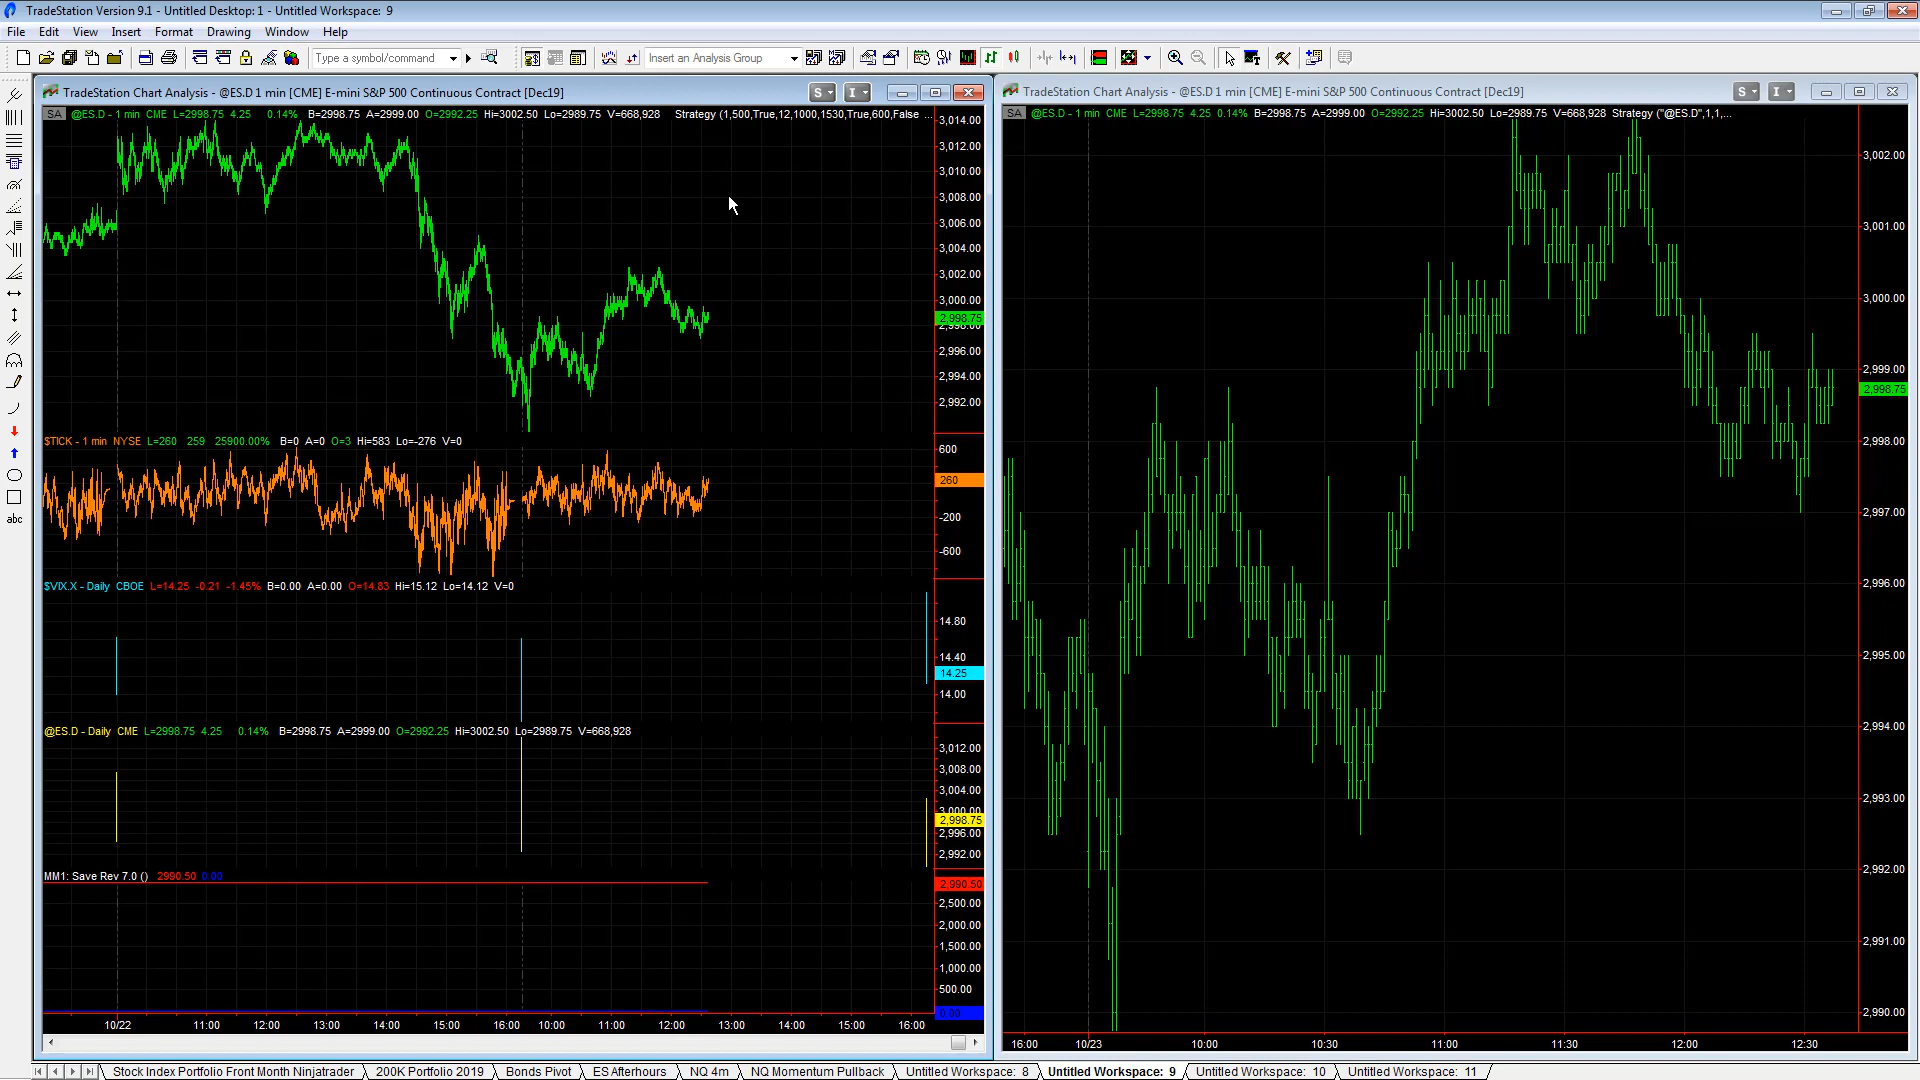 TradeStation Version 9.1 - Untitled Desktop: 1 - Untitled Workspace: 9
File Edit View Insert Format Drawing Window Help
Type a symbol/command
Insert an Analysis Group
TradeStation Chart Analysis - @ES.D 1 min [CME] E-mini S&P 500 Continuous Contract [Dec19]
S I
SA @ES.D - 1 min CME L=2998.75 4.25 0.14% B=2998.75 A=2999.00 O=2992.25 Hi=3002.50 Lo=2989.75 V=668,928 Strategy (1,500,True,12,1000,1530,True,600,False ...
3,014.00
3,012.00
3,010.00
3,008.00
3,006.00
3,004.00
3,002.00
3,000.00
2,998.75
2,998.00
2,996.00
2,994.00
2,992.00
$TICK - 1 min NYSE L=260 259 25900.00% B=0 A=0 O=3 Hi=583 Lo=-276 V=0
600
260
-200
-600
$VIX.X - Daily CBOE L=14.25 -0.21 -1.45% B=0.00 A=0.00 O=14.83 Hi=15.12 Lo=14.12 V=0
14.80
14.40
14.25
14.00
@ES.D - Daily CME L=2998.75 4.25 0.14% B=2998.75 A=2999.00 O=2992.25 Hi=3002.50 Lo=2989.75 V=668,928
3,012.00
3,008.00
3,004.00
3,000.00
2,998.75
2,996.00
2,992.00
MM1: Save Rev 7.0 () 2990.50 0.00
2,990.50
2,500.00
2,000.00
1,500.00
1,000.00
500.00
0.00
10/22 11:00 12:00 13:00 14:00 15:00 16:00 10:00 11:00 12:00 13:00 14:00 15:00 16:00
TradeStation Chart Analysis - @ES.D 1 min [CME] E-mini S&P 500 Continuous Contract [Dec19]
S I
SA @ES.D - 1 min CME L=2998.75 4.25 0.14% B=2998.75 A=2999.00 O=2992.25 Hi=3002.50 Lo=2989.75 V=668,928 Strategy ("@ES.D",1,1,...
3,002.00
3,001.00
3,000.00
2,999.00
2,998.75
2,998.00
2,997.00
2,996.00
2,995.00
2,994.00
2,993.00
2,992.00
2,991.00
2,990.00
16:00 10/23 10:00 10:30 11:00 11:30 12:00 12:30
abc
Stock Index Portfolio Front Month Ninjatrader 200K Portfolio 2019 Bonds Pivot ES Afterhours NQ 4m NQ Momentum Pullback Untitled Workspace: 8 Untitled Workspace: 9 Untitled Workspace: 10 Untitled Workspace: 11